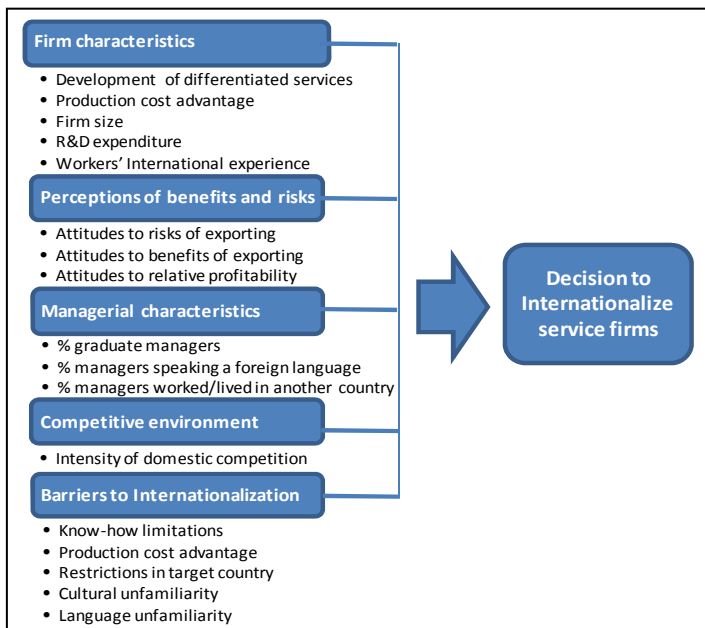 Firm characteristics
• Development of differentiated services
• Production cost advantage
• Firm size
• R&D expenditure
• Workers' International experience
Perceptions of benefits and risks
• Attitudes to risks of exporting
• Attitudes to benefits of exporting
• Attitudes to relative profitability
Managerial characteristics
• % graduate managers
• % managers speaking a foreign language
• % managers worked/lived in another country
Competitive environment
• Intensity of domestic competition
Barriers to Internationalization
• Know-how limitations
• Production cost advantage
• Restrictions in target country
• Cultural unfamiliarity
• Language unfamiliarity
Decision to
Internationalize
service firms